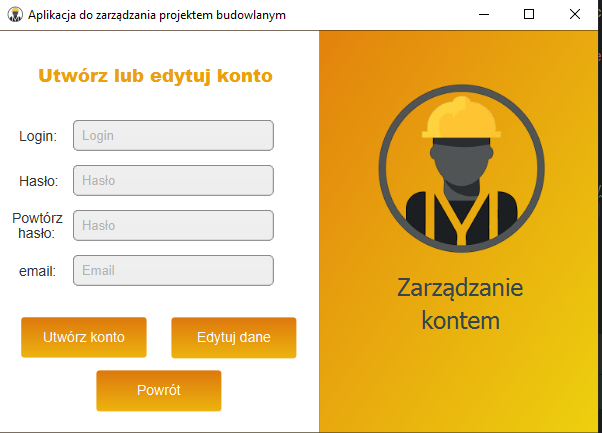 Aplikacja do zarządzania projektem budowlanym
Utwórz lub edytuj konto
Login:
Login
Hasło:
Hasło
Powtórz
hasło:
Hasło
email:
Email
Utwórz konto
Edytuj dane
Powrót
Zarządzanie
kontem